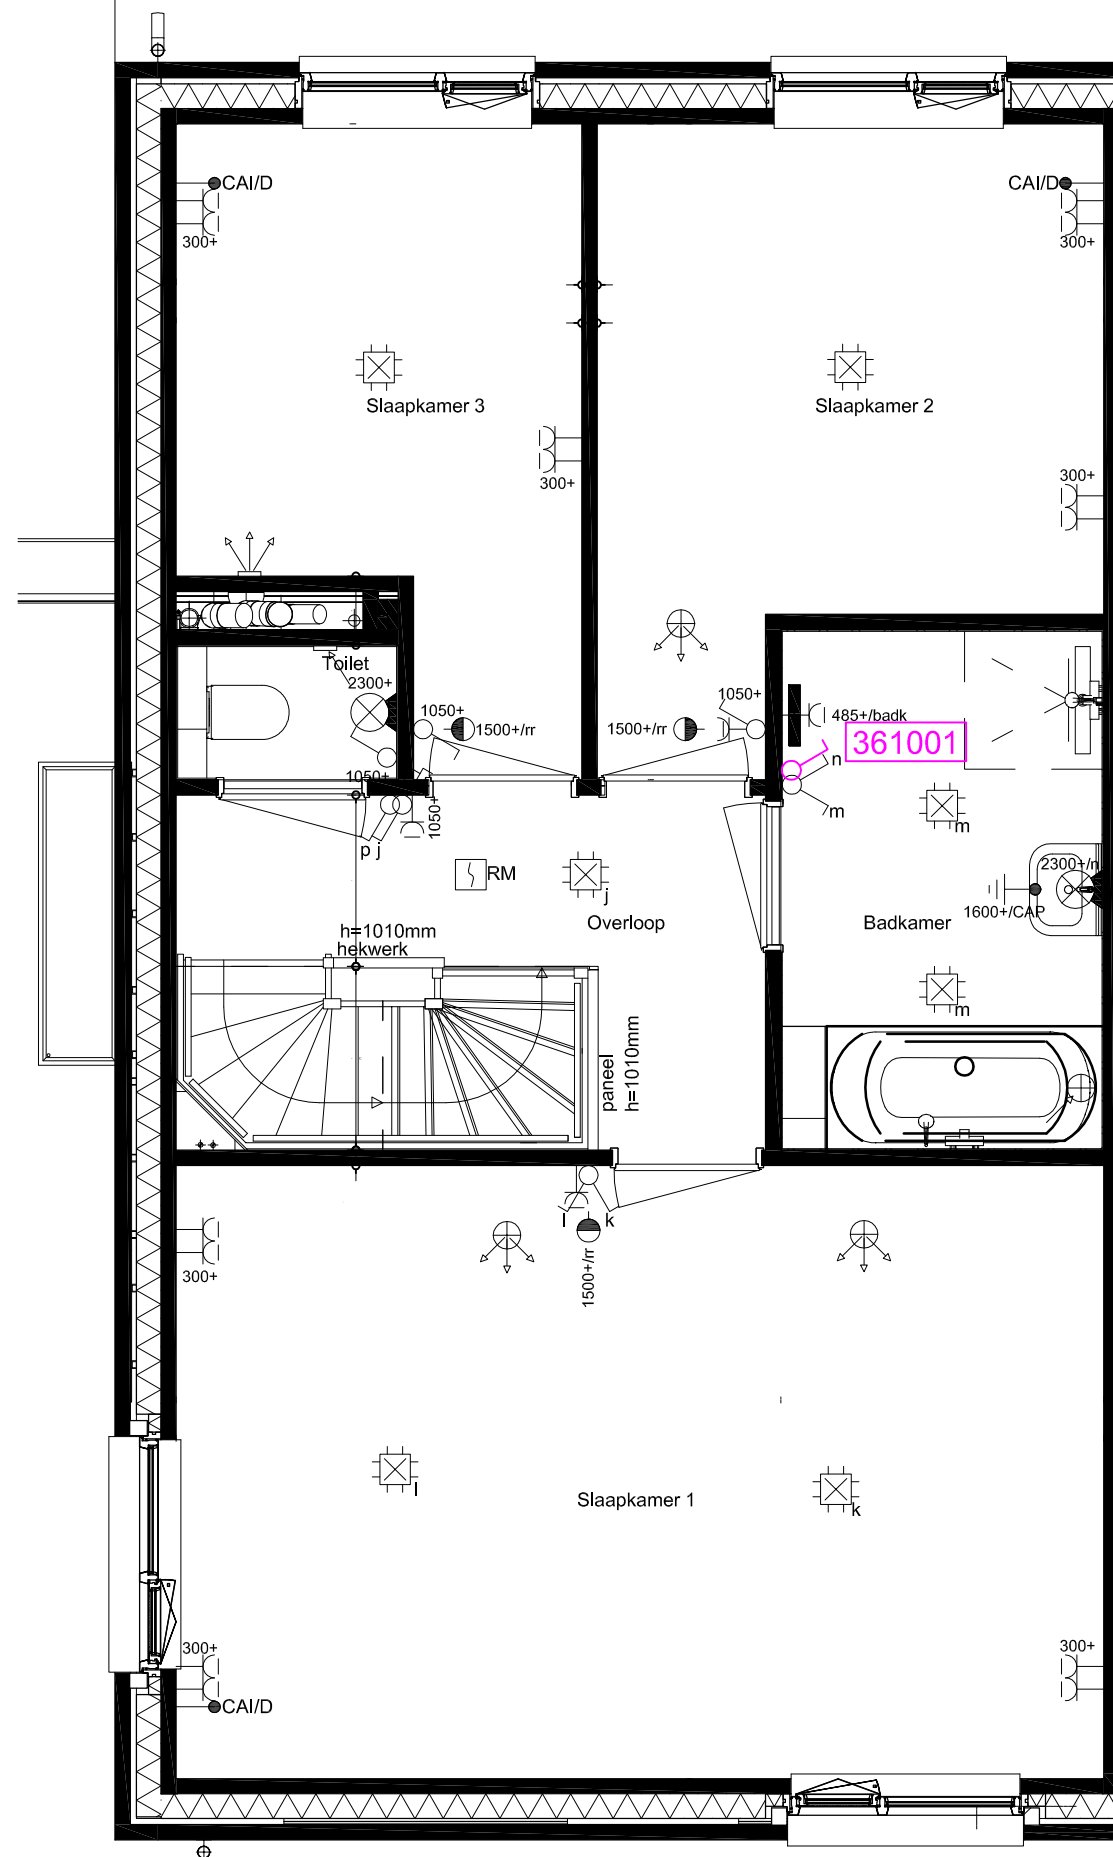 CAI/D
300+
CAI/D
300+
Slaapkamer 3
Slaapkamer 2
300+
300+
Toilet
2300+
1050+
1500+/rr
1050+
1500+/rr
1050+
485+/badk
361001
n
m
1050+
p j
RM
j
Overloop
m
2300+/n
1600+/CAP
Badkamer
h=1010mm
hekwerk
m
paneel
h=1010mm
l
k
1500+/rr
300+
l
Slaapkamer 1
k
300+
CAI/D
300+